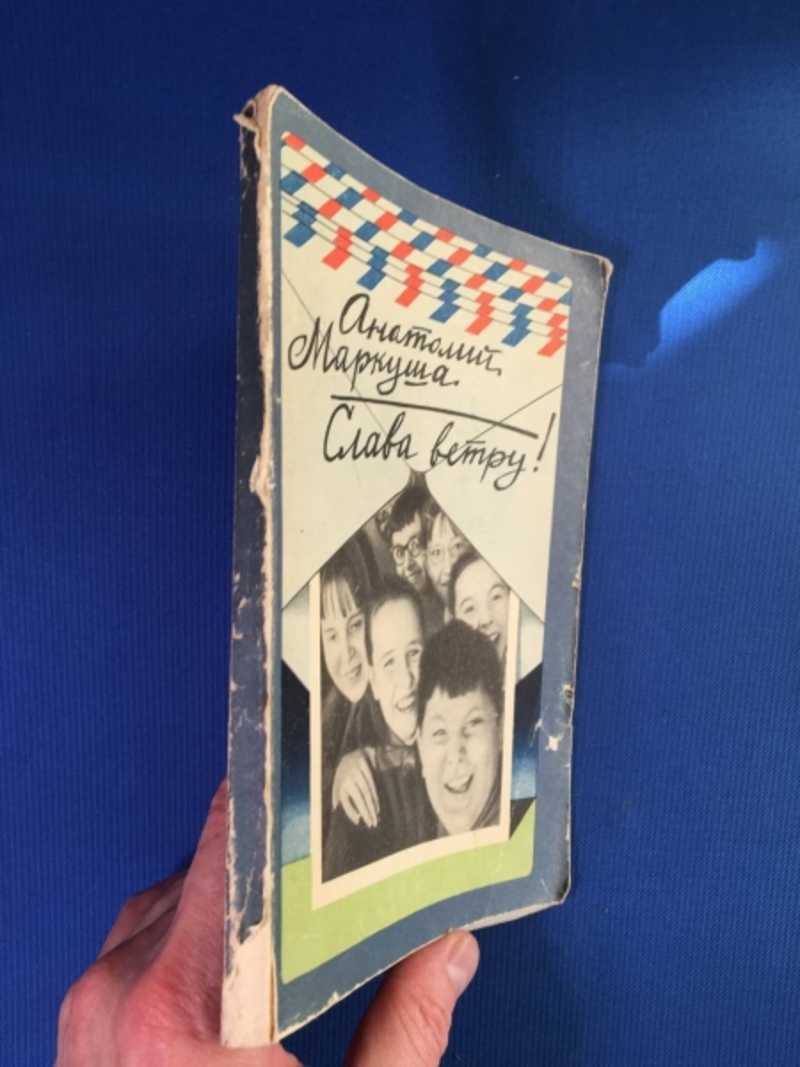 Анатолий
Маркуша
Слава ветру!